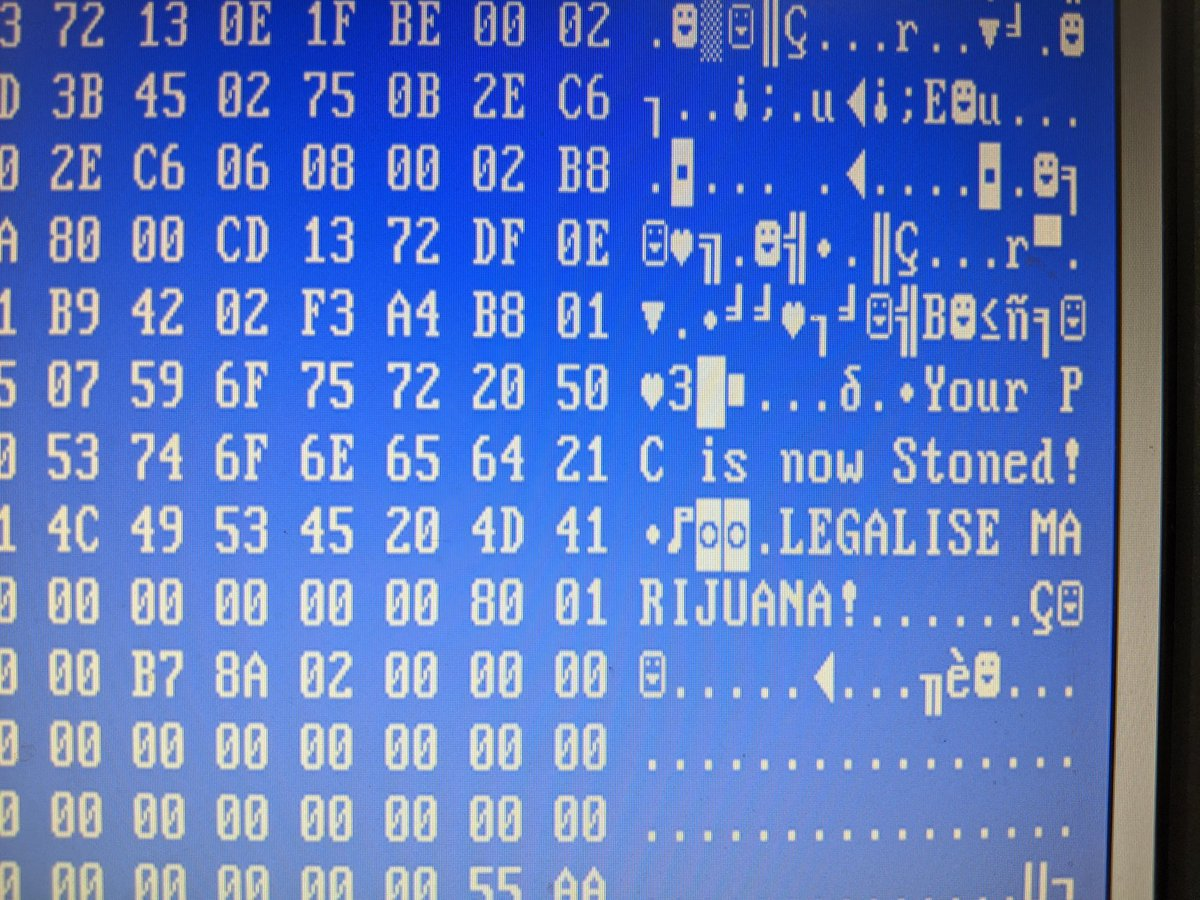 3 72 13 0E 1F BE 00 02 .☻▒☺║Ç...r..▼╛.☻
D 3B 45 02 75 0B 2E C6 ┐..¡;.u◄¡;E☻u...
0 2E C6 06 08 00 02 B8 .◘... .◄....◘.☻╕
A 80 00 CD 13 72 DF 0E ☺♥╗.☻╣•.║Ç...r▀.
1 B9 42 02 F3 A4 B8 01 ▼.•╛╛♥┐╛☺╣B☻≤ñ╕☺
5 07 59 6F 75 72 20 50 ♥3█■...δ.•Your P
0 53 74 6F 6E 65 64 21 C is now Stoned!
1 4C 49 53 45 20 4D 41 •♪◙◙.LEGALISE MA
0 00 00 00 00 00 80 01 RIJUANA!......Ç☺
0 00 B7 8A 02 00 00 00 ☺.....◄...╖è☻...
0 00 00 00 00 00 00 00 ................
0 00 00 00 00 00 00 00 ................
0 00 00 00 00 00 55 AA